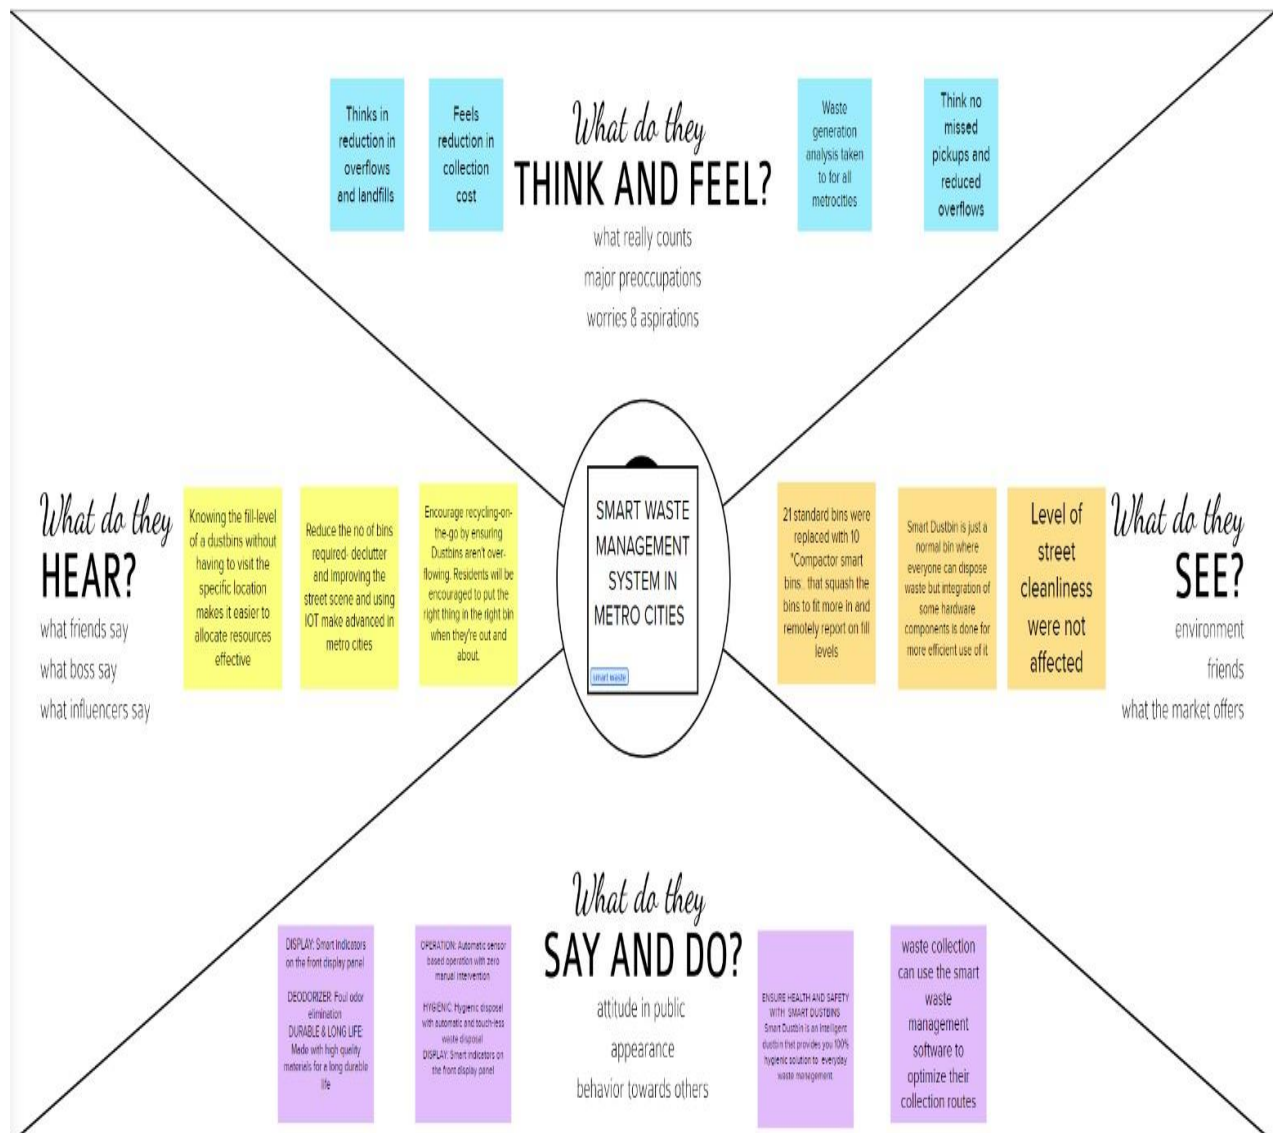 Thinks in
reduction in
overflows
and landfills
Feels
reduction in
collection
cost
What do they
THINK AND FEEL?
what really counts
major preoccupations
worries & aspirations
Waste
generation
analysis taken
to for all
metrocities
Think no
missed
pickups and
reduced
overflows
What do they
HEAR?
what friends say
what boss say
what influencers say
Knowing the fill-level
of a dustbins without
having to visit the
specific location
makes it easier to
allocate resources
effective
Reduce the no of bins
required- declutter
and improving the
street scene and using
IOT make advanced in
metro cities
Encourage recycling-on-
the-go by ensuring
Dustbins aren't over-
flowing. Residents will be
encouraged to put the
right thing in the right bin
when they're out and
about.
SMART WASTE
MANAGEMENT
SYSTEM IN
METRO CITIES
smart waste
21 standard bins were
replaced with 10
"Compactor smart
bins: that squash the
bins to fit more in and
remotely report on fill
levels
Smart Dustbin is just a
normal bin where
everyone can dispose
waste but integration of
some hardware
components is done for
more efficient use of it
Level of
street
cleanliness
were not
affected
What do they
SEE?
environment
friends
what the market offers
What do they
SAY AND DO?
attitude in public
appearance
behavior towards others
DISPLAY: Smart Indicators
on the front display panel
DEODORIZER: Foul odor
elimination
DURABLE & LONG LIFE:
Made with high quality
materials for a long durable
life
OPERATION: Automatic sensor
based operation with zero
manual intervention
HYGIENIC: Hygienic disposal
with automatic and touch-less
waste disposal
DISPLAY: Smart indicators on
the front display panel
ENSURE HEALTH AND SAFETY
WITH SMART DUSTBINS
Smart Dustbin is an intelligent
dustbin that provides you 100%
hygienic solution to everyday
waste management
waste collection
can use the smart
waste
management
software to
optimize their
collection routes